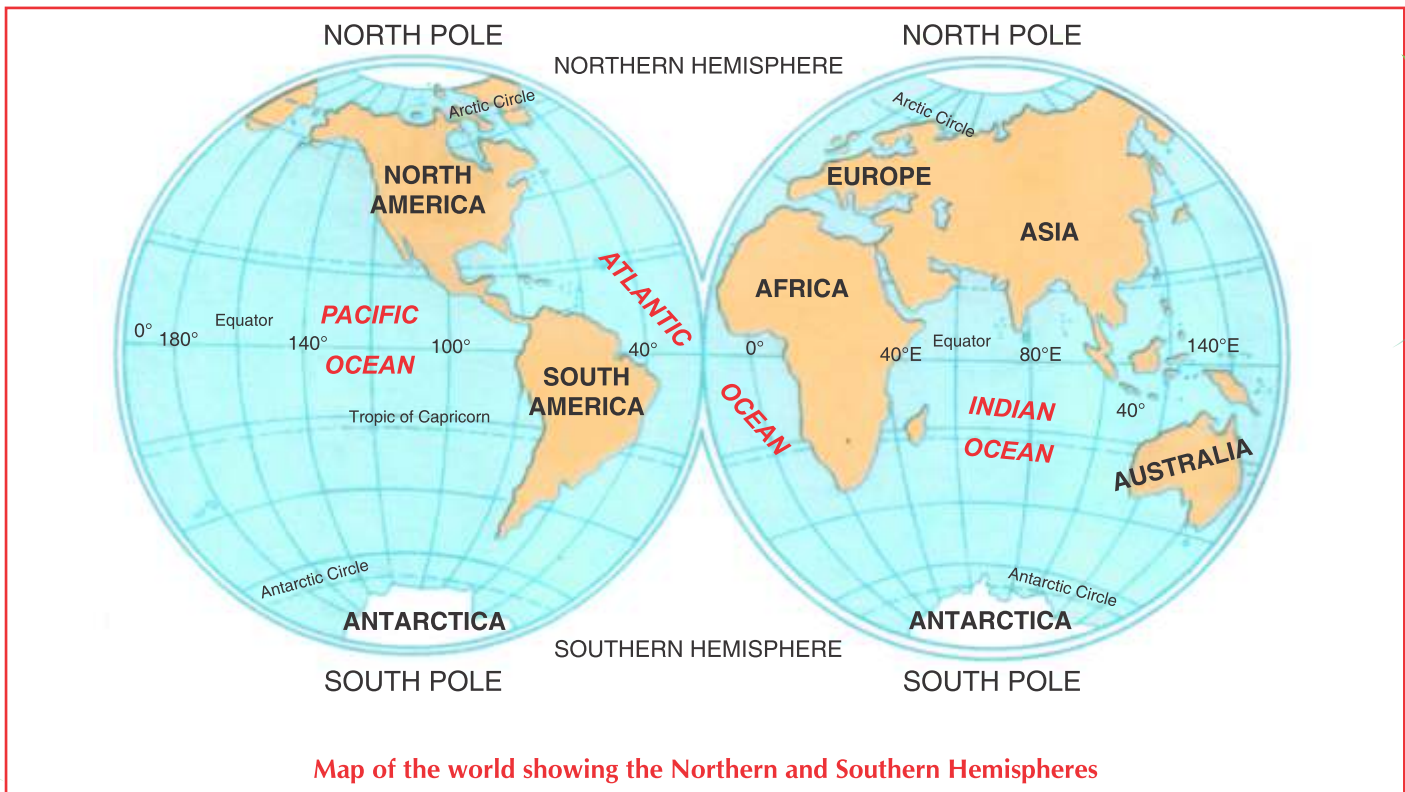 NORTH POLE
NORTH POLE
NORTHERN HEMISPHERE
Arctic Circle
Arctic Circle
NORTH
AMERICA
EUROPE
ASIA
ATLANTIC
AFRICA
PACIFIC
Equator
0° 180° 140° 100° 40°
OCEAN
SOUTH
AMERICA
Tropic of Capricorn
0° 40°E Equator 80°E 140°E
OCEAN
INDIAN
40°
OCEAN
AUSTRALIA
Antarctic Circle
Antarctic Circle
ANTARCTICA
ANTARCTICA
SOUTHERN HEMISPHERE
SOUTH POLE
SOUTH POLE
Map of the world showing the Northern and Southern Hemispheres